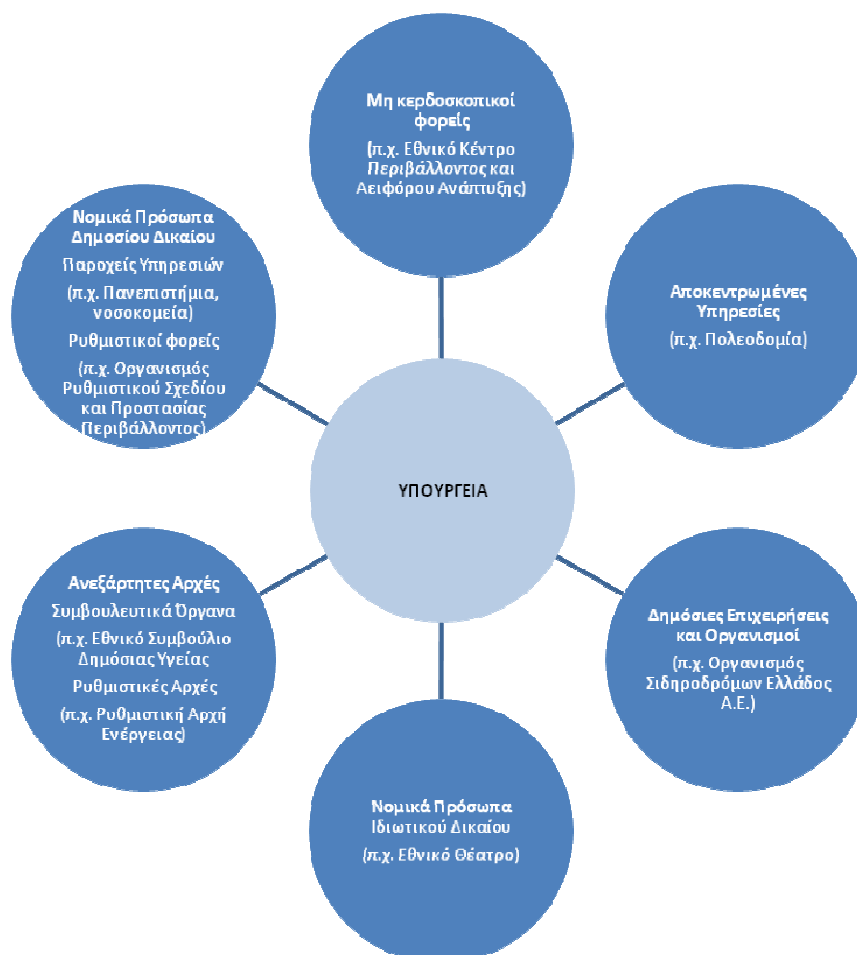 Μη κερδοσκοπικοί
φορείς
(π.χ. Εθνικό Κέντρο
Περιβάλλοντος και
Αειφόρου Ανάπτυξης)
Νομικά Πρόσωπα
Δημοσίου Δικαίου
Παροχείς Υπηρεσιών
(π.χ. Πανεπιστήμια,
νοσοκομεία)
Ρυθμιστικοί φορείς
(π.χ. Οργανισμός
Ρυθμιστικού Σχεδίου
και Προστασίας
Περιβάλλοντος)
Αποκεντρωμένες
Υπηρεσίες
(π.χ. Πολεοδομία)
ΥΠΟΥΡΓΕΙΑ
Ανεξάρτητες Αρχές
Συμβουλευτικά Όργανα
(π.χ. Εθνικό Συμβούλιο
Δημόσιας Υγείας
Ρυθμιστικές Αρχές
(π.χ. Ρυθμιστική Αρχή
Ενέργειας)
Δημόσιες Επιχειρήσεις
και Οργανισμοί
(π.χ. Οργανισμός
Σιδηροδρόμων Ελλάδος
Α.Ε.)
Νομικά Πρόσωπα
Ιδιωτικού Δικαίου
(π.χ. Εθνικό Θέατρο)